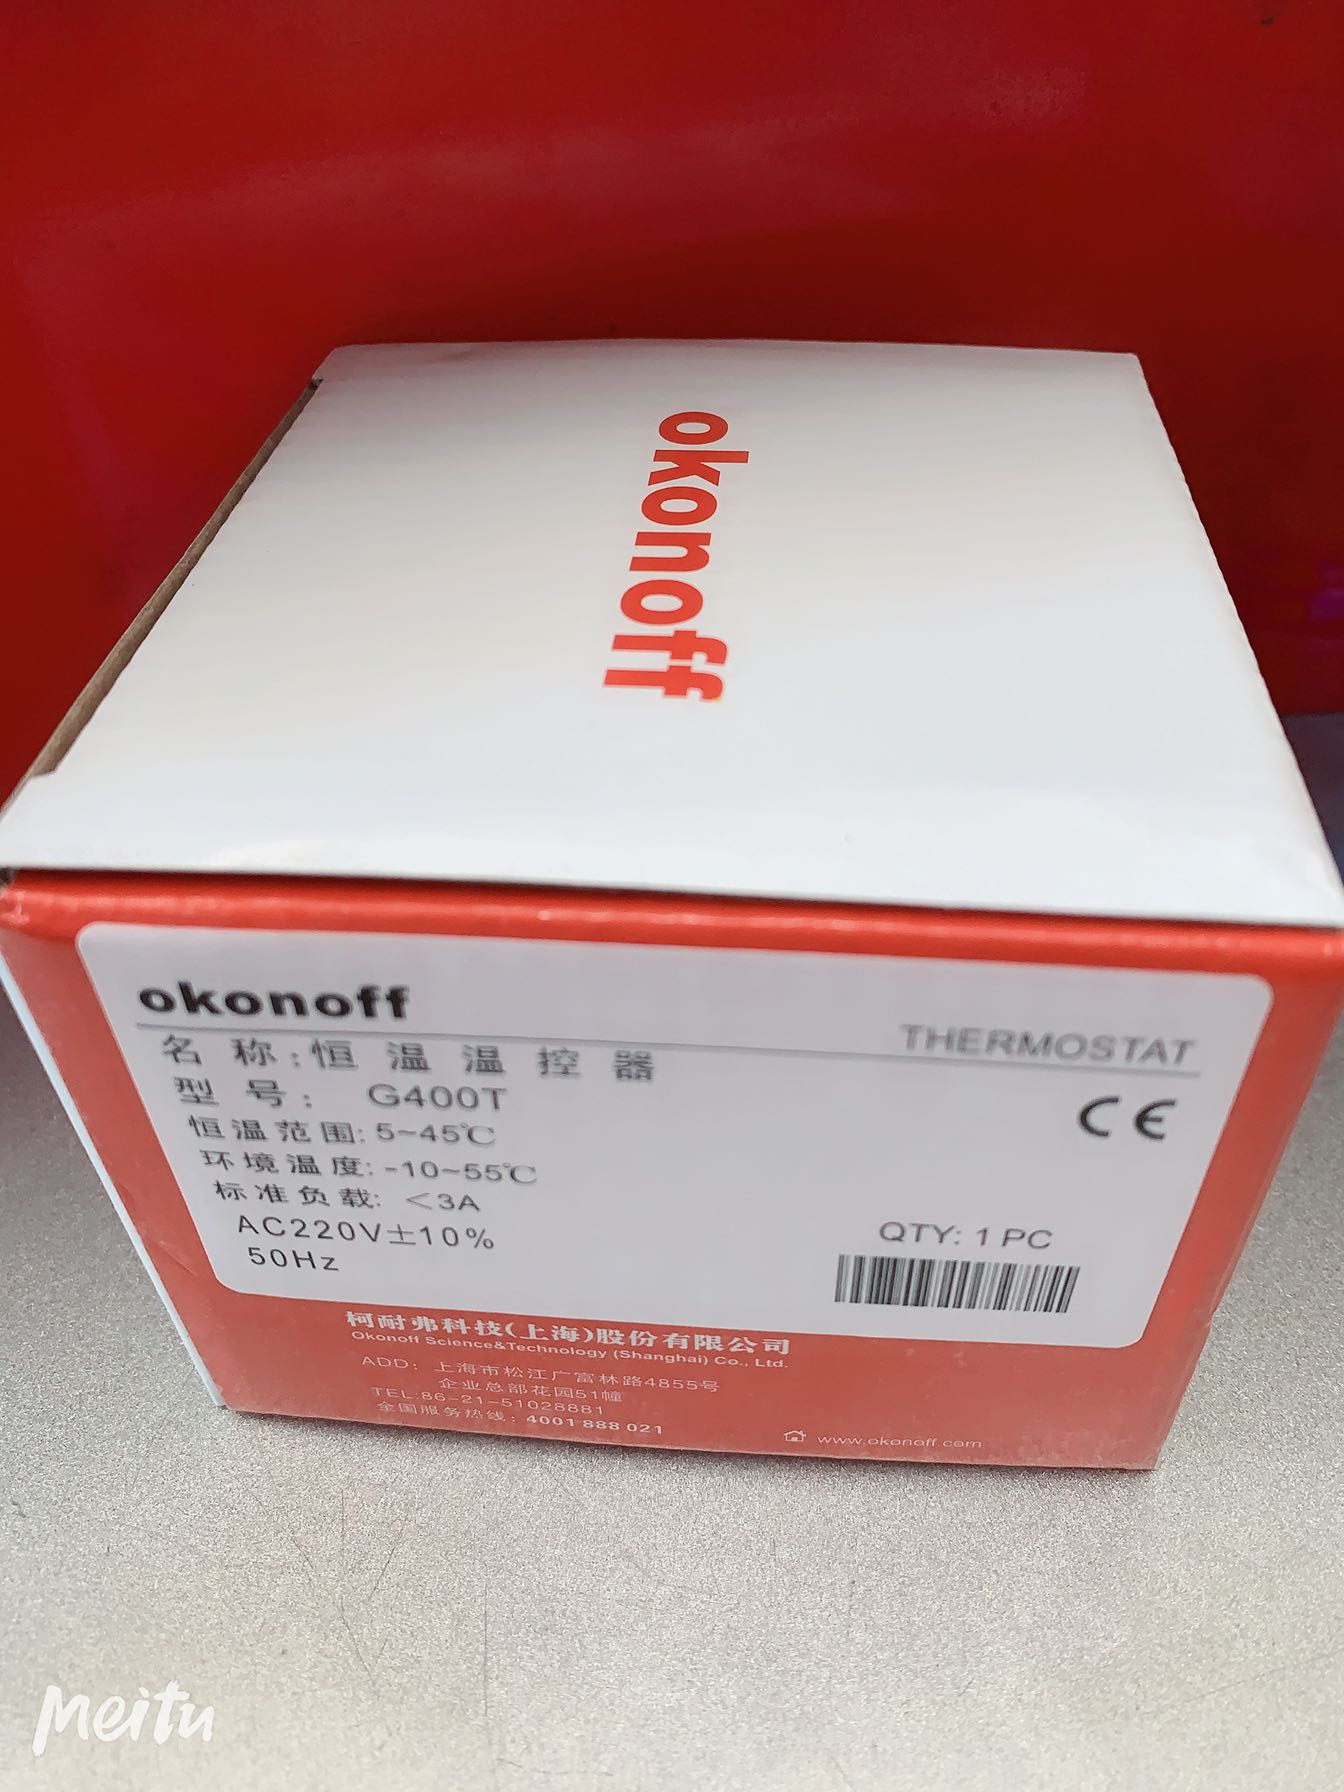 okonoff
okonoff
THERMOSTAT
名 称:恒 温 温 控 器
型 号: G400T
恒温范围:5~45℃
环境温度:-10~55℃
标准负载: <3A
AC220V±10%
50Hz
CE
QTY: 1 PC
柯耐弗科技(上海)股份有限公司
Okonoff Science&Technology (Shanghai) Co., Ltd.
ADD: 上海市松江广富林路4855号
企业总部花园51幢
TEL:86-21-51028881
全国服务热线: 4001 888 021
www.okonoff.com
Meitu